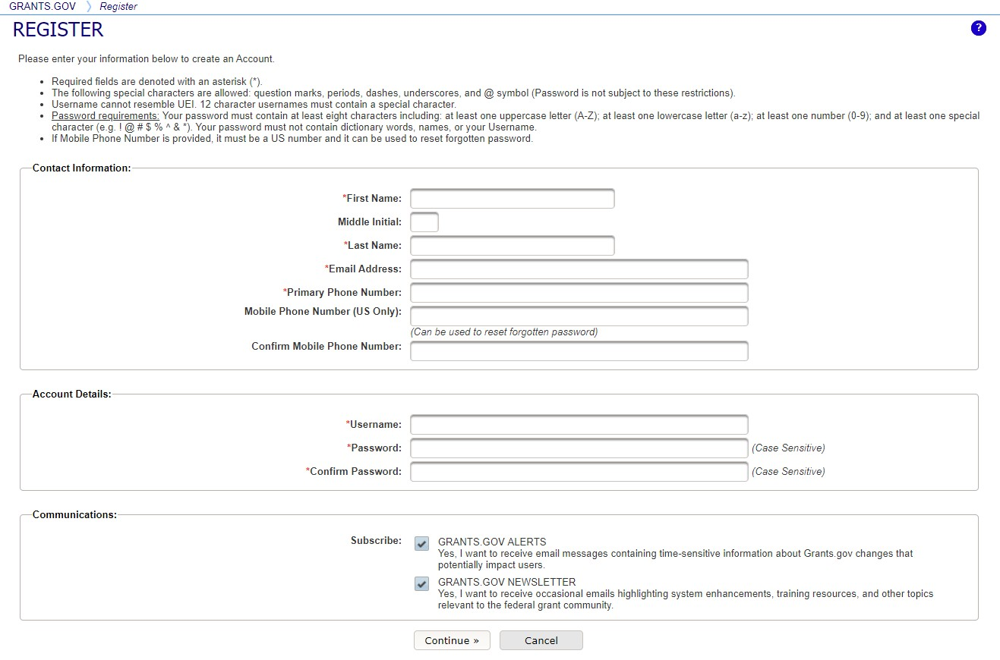 GRANTS.GOV 〉 Register
REGISTER
?
Please enter your information below to create an Account.
• Required fields are denoted with an asterisk (*).
• The following special characters are allowed: question marks, periods, dashes, underscores, and @ symbol (Password is not subject to these restrictions).
• Username cannot resemble UEI. 12 character usernames must contain a special character.
• Password requirements: Your password must contain at least eight characters including: at least one uppercase letter (A-Z); at least one lowercase letter (a-z); at least one number (0-9); and at least one special
character (e.g. ! @ # $ % ^ & *). Your password must not contain dictionary words, names, or your Username.
• If Mobile Phone Number is provided, it must be a US number and it can be used to reset forgotten password.
Contact Information:
*First Name:
Middle Initial:
*Last Name:
*Email Address:
*Primary Phone Number:
Mobile Phone Number (US Only):
(Can be used to reset forgotten password)
Confirm Mobile Phone Number:
Account Details:
*Username:
*Password: (Case Sensitive)
*Confirm Password: (Case Sensitive)
Communications:
Subscribe: GRANTS.GOV ALERTS
Yes, I want to receive email messages containing time-sensitive information about Grants.gov changes that
potentially impact users.
GRANTS.GOV NEWSLETTER
Yes, I want to receive occasional emails highlighting system enhancements, training resources, and other topics
relevant to the federal grant community.
Continue » Cancel